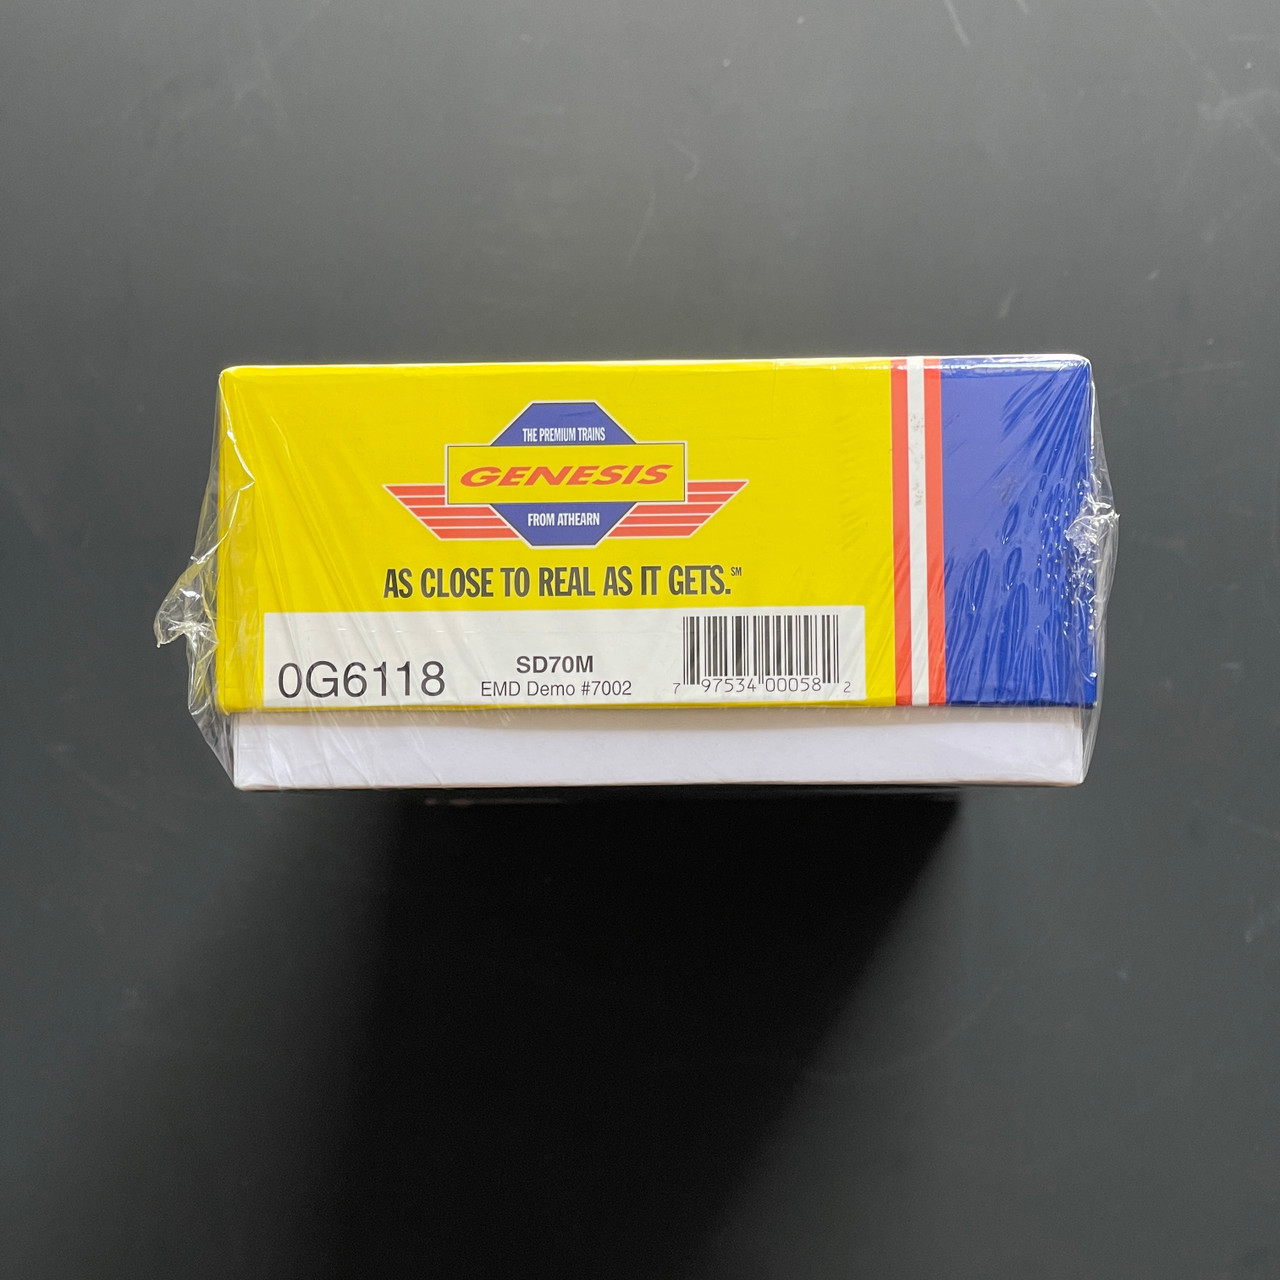 THE PREMIUM TRAINS
GENESIS
FROM ATHEARN
AS CLOSE TO REAL AS IT GETS.℠
0G6118
SD70M
EMD Demo #7002
7 97534 00058 2